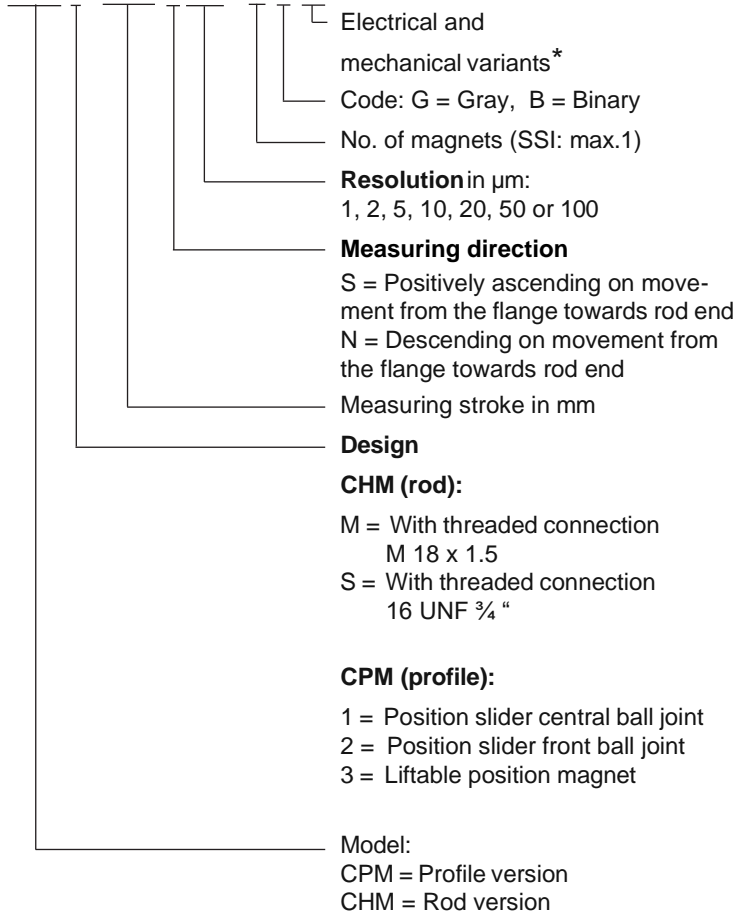 Electrical and
mechanical variants*
Code: G = Gray, B = Binary
No. of magnets (SSI: max.1)
Resolution in µm:
1, 2, 5, 10, 20, 50 or 100
Measuring direction
S = Positively ascending on move-
ment from the flange towards rod end
N = Descending on movement from
the flange towards rod end
Measuring stroke in mm
Design
CHM (rod):
M = With threaded connection
M 18 x 1.5
S = With threaded connection
16 UNF ¾ “
CPM (profile):
1 = Position slider central ball joint
2 = Position slider front ball joint
3 = Liftable position magnet
Model:
CPM = Profile version
CHM = Rod version